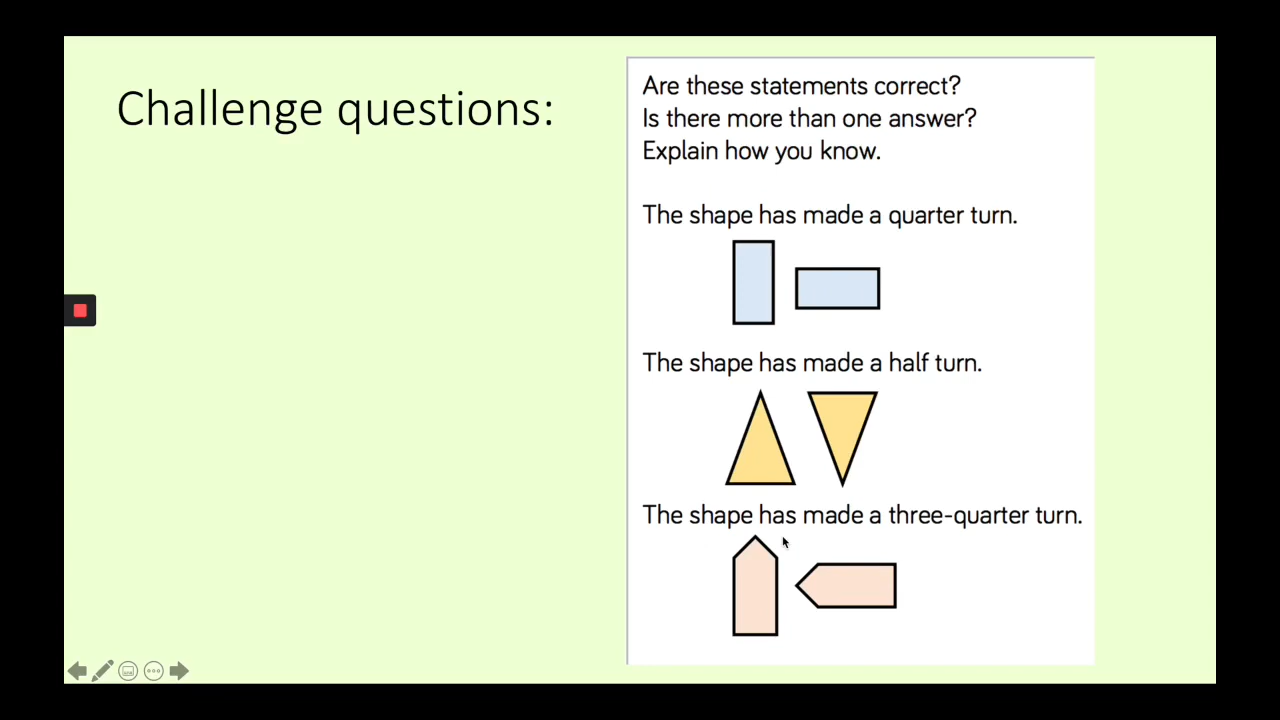 Challenge questions:
Are these statements correct?
Is there more than one answer?
Explain how you know.
The shape has made a quarter turn.
The shape has made a half turn.
The shape has made a three-quarter turn.